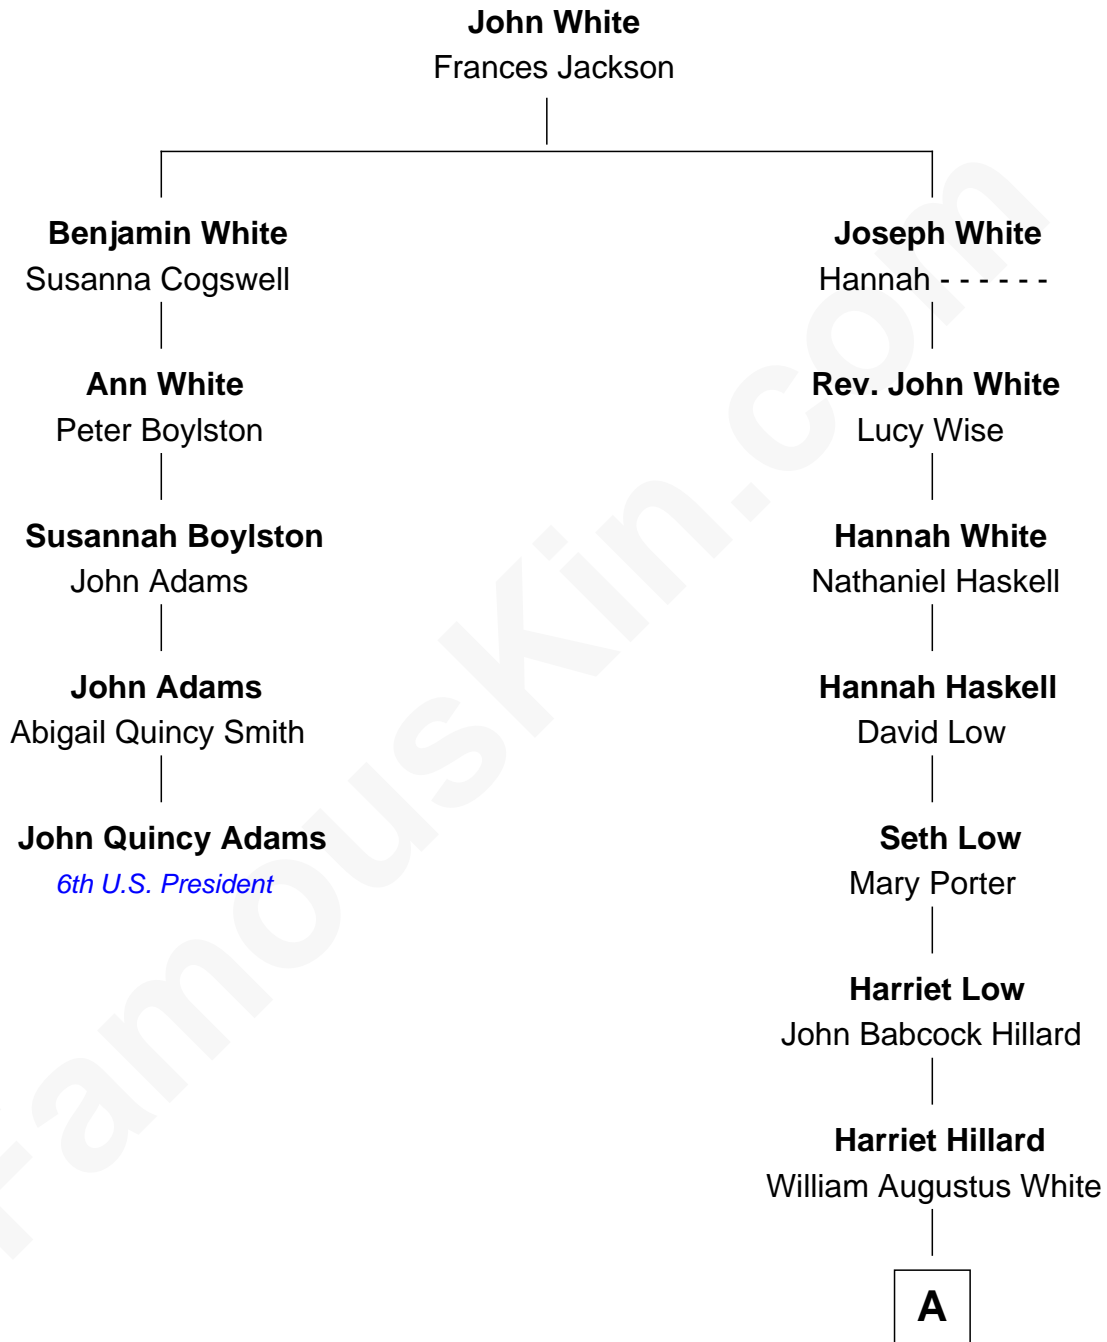 John White
Frances Jackson
Benjamin White
Susanna Cogswell
Joseph White
Hannah - - - - - -
Ann White
Peter Boylston
Rev. John White
Lucy Wise
Susannah Boylston
John Adams
Hannah White
Nathaniel Haskell
John Adams
Abigail Quincy Smith
Hannah Haskell
David Low
John Quincy Adams
6th U.S. President
Seth Low
Mary Porter
Harriet Low
John Babcock Hillard
Harriet Hillard
William Augustus White
A
FamousKin.com